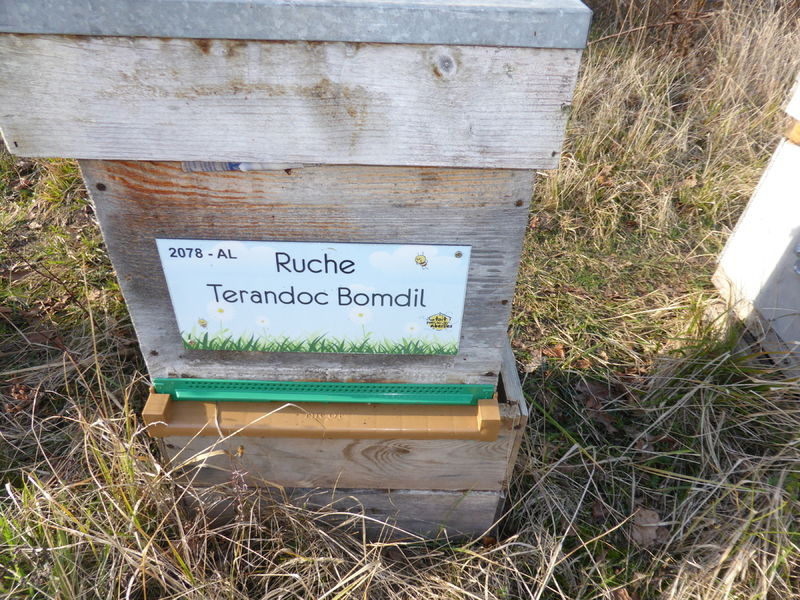 2078 - AL
Ruche
Terandoc Bomdil